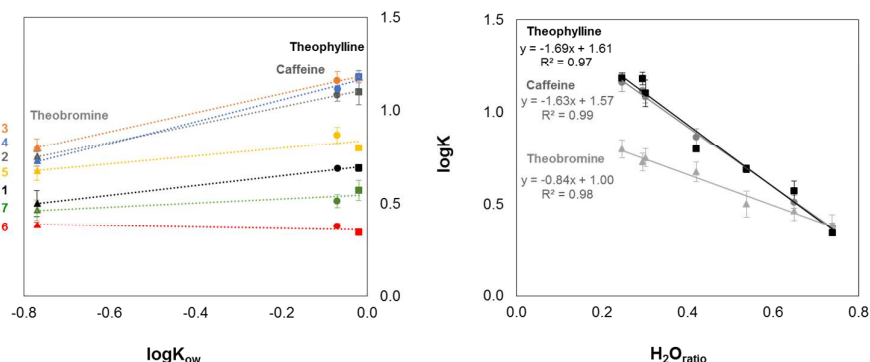 1.5
1.0
0.5
0.0
-0.8
-0.6
-0.4
-0.2
0.0
logK_ow
Theophylline
Caffeine
Theobromine
3
4
2
5
1
7
6
1.5
1.0
0.5
0.0
0.0
0.2
0.4
0.6
0.8
logK
H₂O_ratio
Theophylline
y = -1.69x + 1.61
R² = 0.97
Caffeine
y = -1.63x + 1.57
R² = 0.99
Theobromine
y = -0.84x + 1.00
R² = 0.98